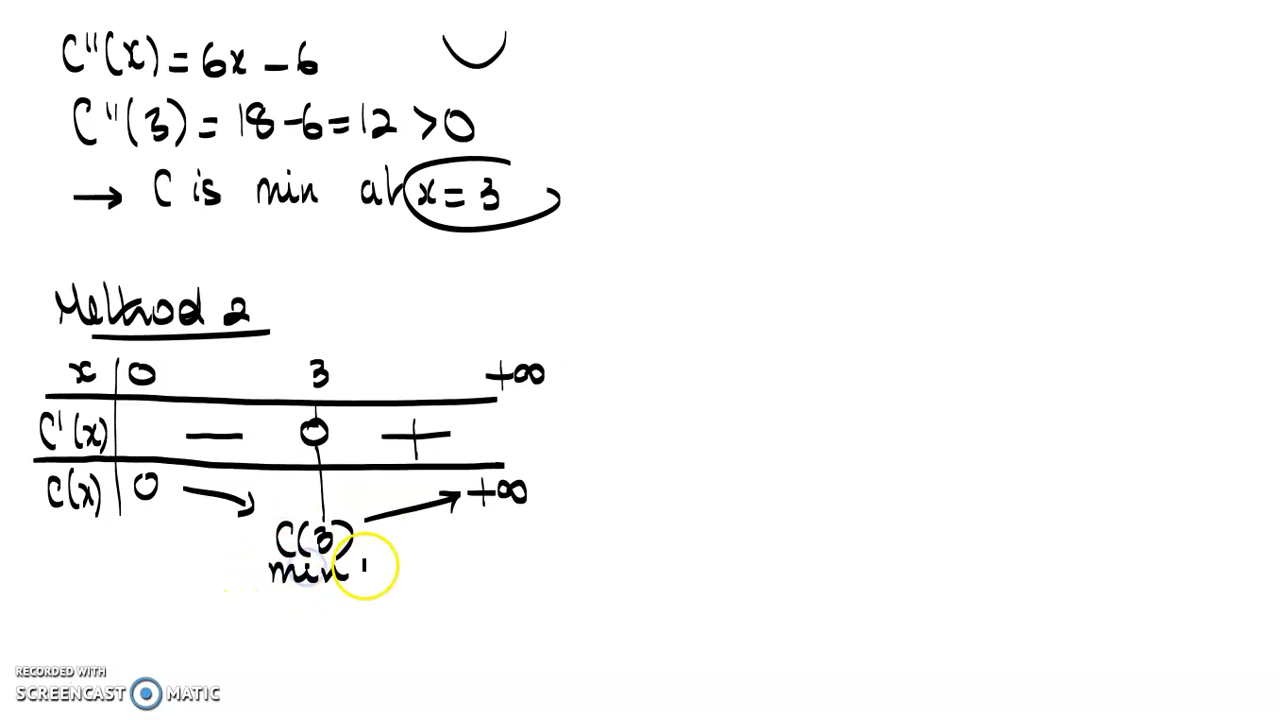 C''(x) = 6x - 6
C''(3) = 18 - 6 = 12 > 0
→ C is min at x = 3
Method 2
x 0 3 +∞
C'(x) — 0 +
C(x) 0 +∞
C(3)
min
RECORDED WITH
SCREENCAST MATIC